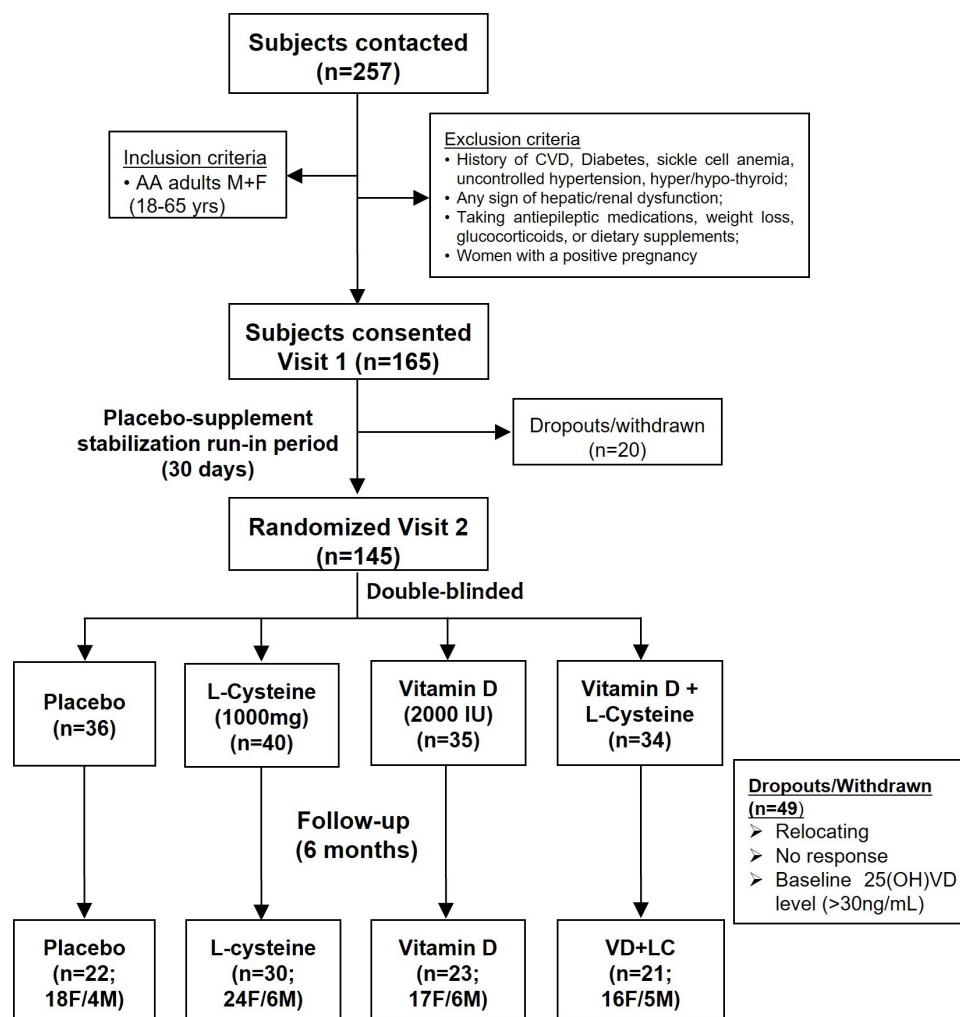 Subjects contacted
(n=257)
Inclusion criteria
• AA adults M+F
(18-65 yrs)
Exclusion criteria
• History of CVD, Diabetes, sickle cell anemia,
uncontrolled hypertension, hyper/hypo-thyroid;
• Any sign of hepatic/renal dysfunction;
• Taking antiepileptic medications, weight loss,
glucocorticoids, or dietary supplements;
• Women with a positive pregnancy
Subjects consented
Visit 1 (n=165)
Placebo-supplement
stabilization run-in period
(30 days)
Dropouts/withdrawn
(n=20)
Randomized Visit 2
(n=145)
Double-blinded
Placebo
(n=36)
L-Cysteine
(1000mg)
(n=40)
Vitamin D
(2000 IU)
(n=35)
Vitamin D +
L-Cysteine
(n=34)
Follow-up
(6 months)
Dropouts/Withdrawn
(n=49)
➢ Relocating
➢ No response
➢ Baseline 25(OH)VD
level (>30ng/mL)
Placebo
(n=22;
18F/4M)
L-cysteine
(n=30;
24F/6M)
Vitamin D
(n=23;
17F/6M)
VD+LC
(n=21;
16F/5M)